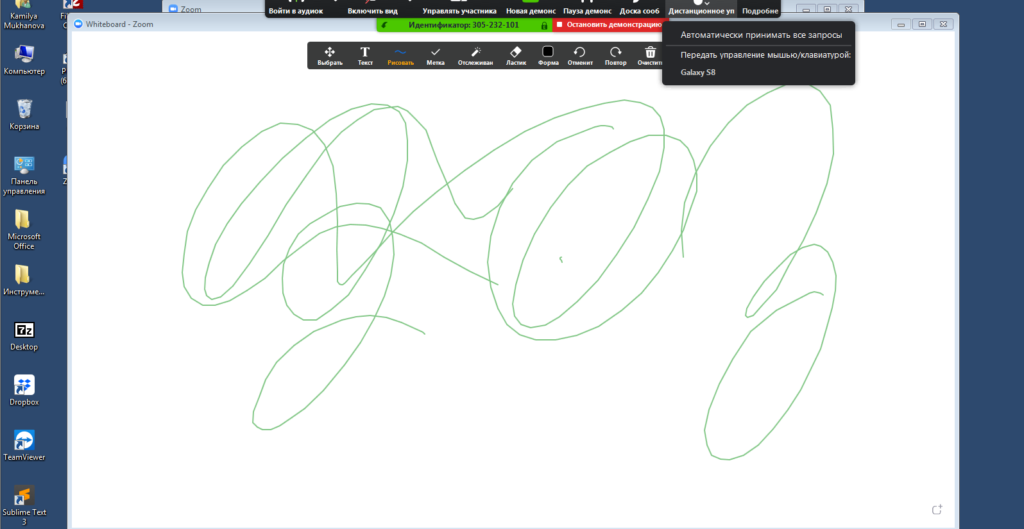 Kamilya
Mukhanova
Компьютер
Корзина
Панель
управления
Microsoft
Office
Инструме...
Desktop
Dropbox
TeamViewer
Sublime Text
3
Zoom
Whiteboard - Zoom
Войти в аудиок
Включить вид
Управлять участника
Новая демонс
Пауза демонс
Доска сооб
Дистанционное уп
Подробне
Идентификатор: 305-232-101
Остановить демонстрацию
Автоматически принимать все запросы
Передать управление мышью/клавиатурой:
Galaxy S8
Выбрать
Текст
Рисовать
Метка
Отслеживан
Ластик
Форма
Отменит
Повтор
Очистить